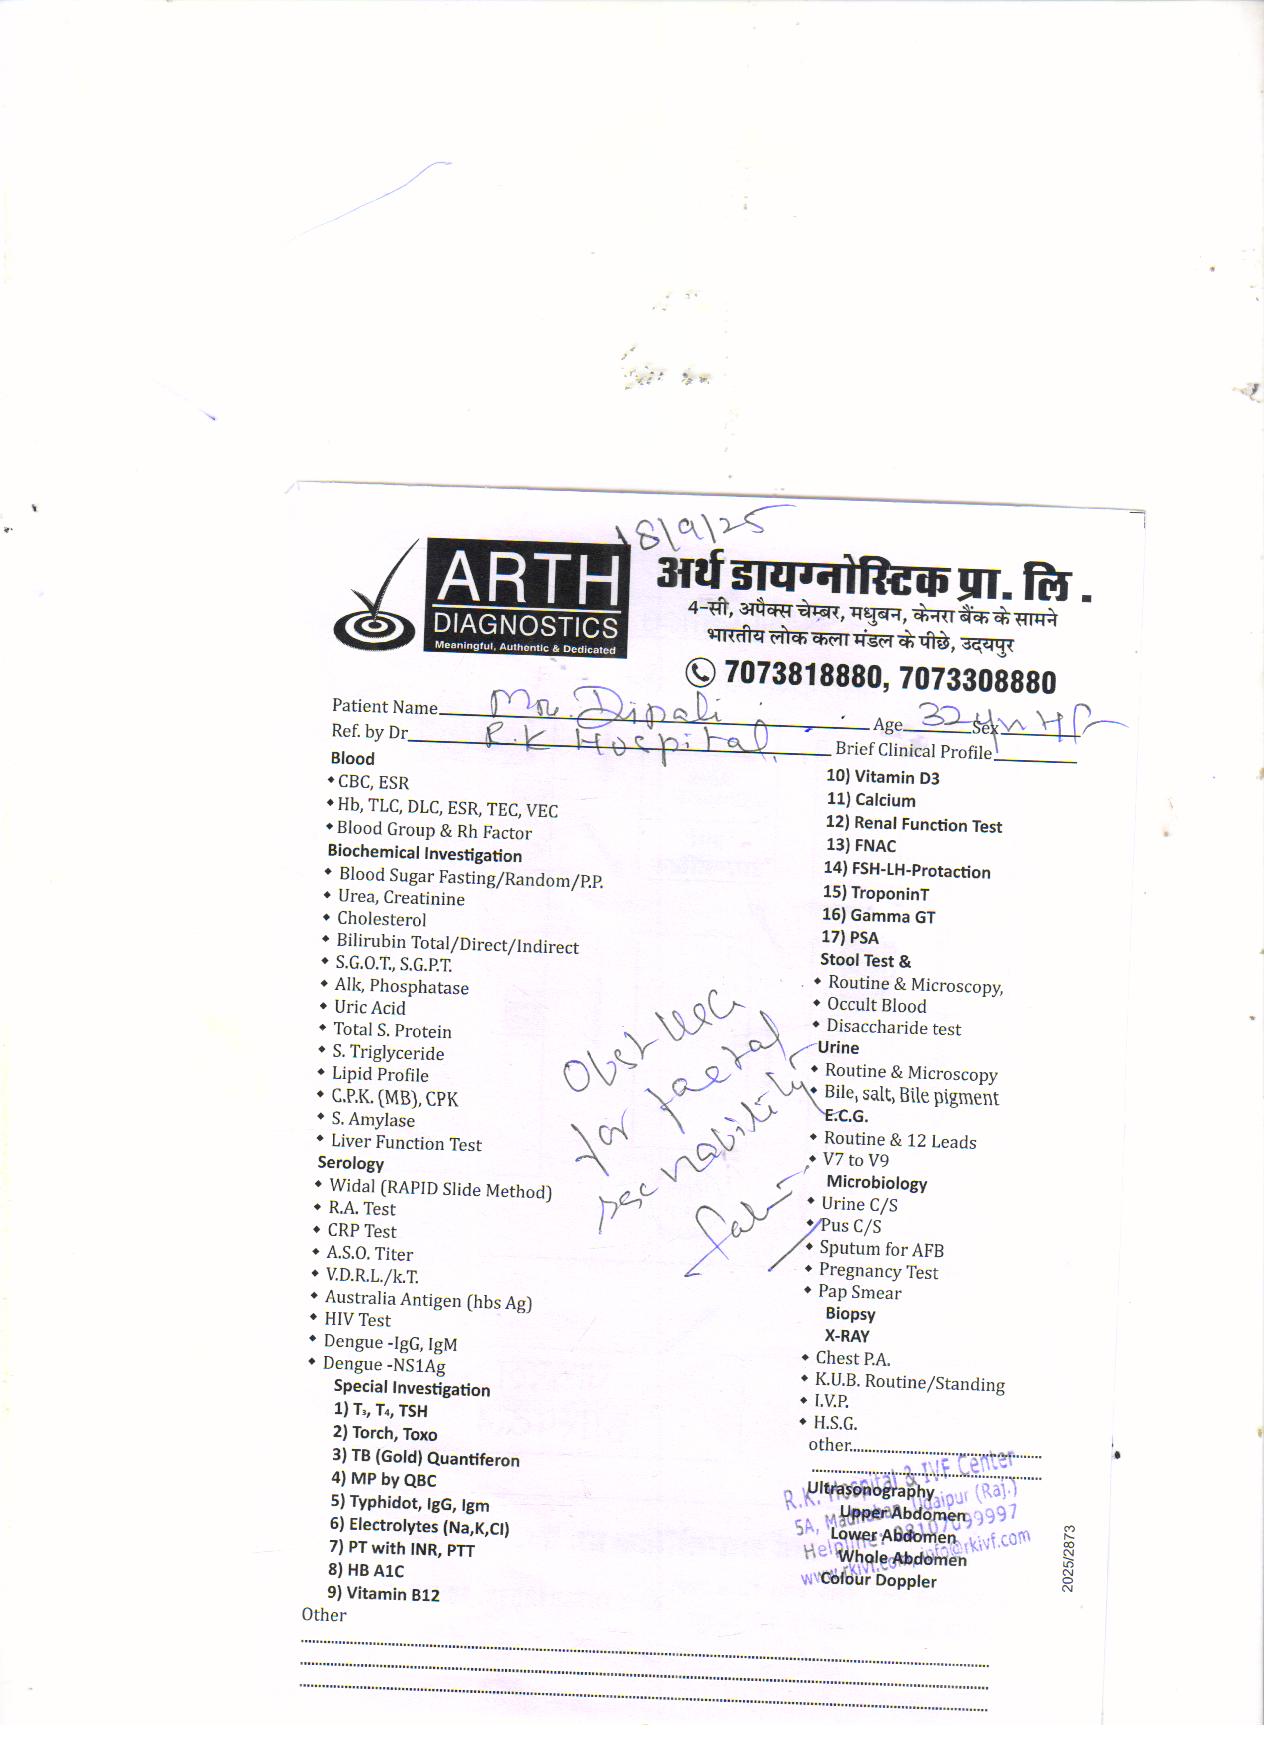 18/9/25
ARTH
DIAGNOSTICS
Meaningful, Authentic & Dedicated
अर्थ डायग्नोस्टिक प्रा. लि .
4-सी, अपैक्स चेम्बर, मधुबन, केनरा बैंक के सामने
भारतीय लोक कला मंडल के पीछे, उदयपुर
7073818880, 7073308880
Patient Name Dipali Age 32 Sex
Ref. by Dr R.K Hospital Brief Clinical Profile
Blood
CBC, ESR
Hb, TLC, DLC, ESR, TEC, VEC
Blood Group & Rh Factor
Biochemical Investigation
Blood Sugar Fasting/Random/P.P.
Urea, Creatinine
Cholesterol
Bilirubin Total/Direct/Indirect
S.G.O.T., S.G.P.T.
Alk, Phosphatase
Uric Acid
Total S. Protein
S. Triglyceride
Lipid Profile
C.P.K. (MB), CPK
S. Amylase
Liver Function Test
Serology
Widal (RAPID Slide Method)
R.A. Test
CRP Test
A.S.O. Titer
V.D.R.L./k.T.
Australia Antigen (hbs Ag)
HIV Test
Dengue -IgG, IgM
Dengue -NS1Ag
Special Investigation
1) T₃, T₄, TSH
2) Torch, Toxo
3) TB (Gold) Quantiferon
4) MP by QBC
5) Typhidot, IgG, Igm
6) Electrolytes (Na,K,Cl)
7) PT with INR, PTT
8) HB A1C
9) Vitamin B12
Other
Obst
for faetal
10) Vitamin D3
11) Calcium
12) Renal Function Test
13) FNAC
14) FSH-LH-Protaction
15) TroponinT
16) Gamma GT
17) PSA
Stool Test &
Routine & Microscopy,
Occult Blood
Disaccharide test
Urine
Routine & Microscopy
Bile, salt, Bile pigment
E.C.G.
Routine & 12 Leads
V7 to V9
Microbiology
Urine C/S
Pus C/S
Sputum for AFB
Pregnancy Test
Pap Smear
Biopsy
X-RAY
Chest P.A.
K.U.B. Routine/Standing
I.V.P.
H.S.G.
other
Ultrasonography
Upper Abdomen
Lower Abdomen
Whole Abdomen
Colour Doppler
R.K. Hospital & IVF Center
5A, Madhuban, Udaipur (Raj.)
Helpline: 08107099997
www.rkivf.com, info@rkivf.com
2025/2873